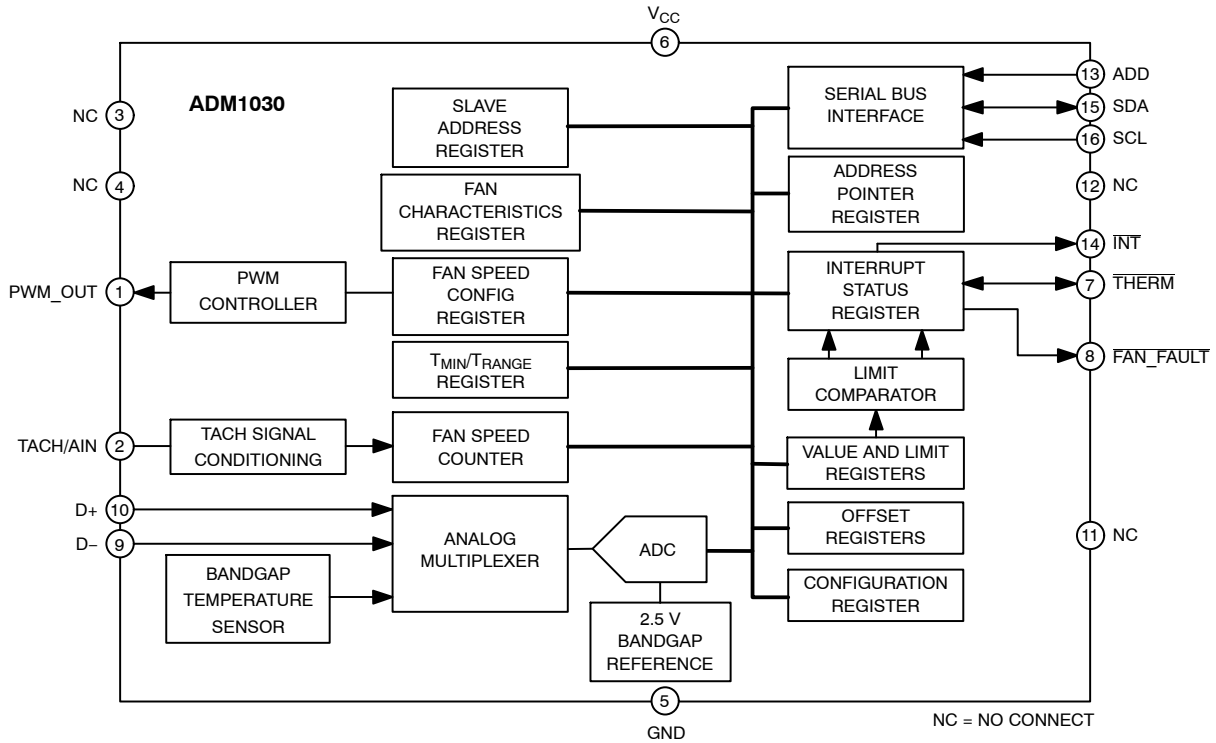 VCC
6
ADM1030
NC 3
NC 4
PWM_OUT 1
TACH/AIN 2
D+ 10
D− 9
PWM
CONTROLLER
TACH SIGNAL
CONDITIONING
BANDGAP
TEMPERATURE
SENSOR
SLAVE
ADDRESS
REGISTER
FAN
CHARACTERISTICS
REGISTER
FAN SPEED
CONFIG
REGISTER
TMIN/TRANGE
REGISTER
FAN SPEED
COUNTER
ANALOG
MULTIPLEXER
ADC
2.5 V
BANDGAP
REFERENCE
SERIAL BUS
INTERFACE
ADDRESS
POINTER
REGISTER
INTERRUPT
STATUS
REGISTER
LIMIT
COMPARATOR
VALUE AND LIMIT
REGISTERS
OFFSET
REGISTERS
CONFIGURATION
REGISTER
13 ADD
15 SDA
16 SCL
12 NC
14 INT
7 THERM
8 FAN_FAULT
11 NC
5
GND
NC = NO CONNECT